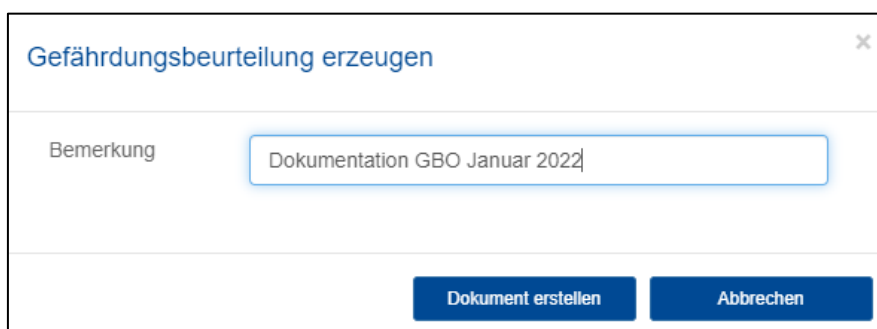 Gefährdungsbeurteilung erzeugen
×
Bemerkung
Dokumentation GBO Januar 2022
Dokument erstellen
Abbrechen